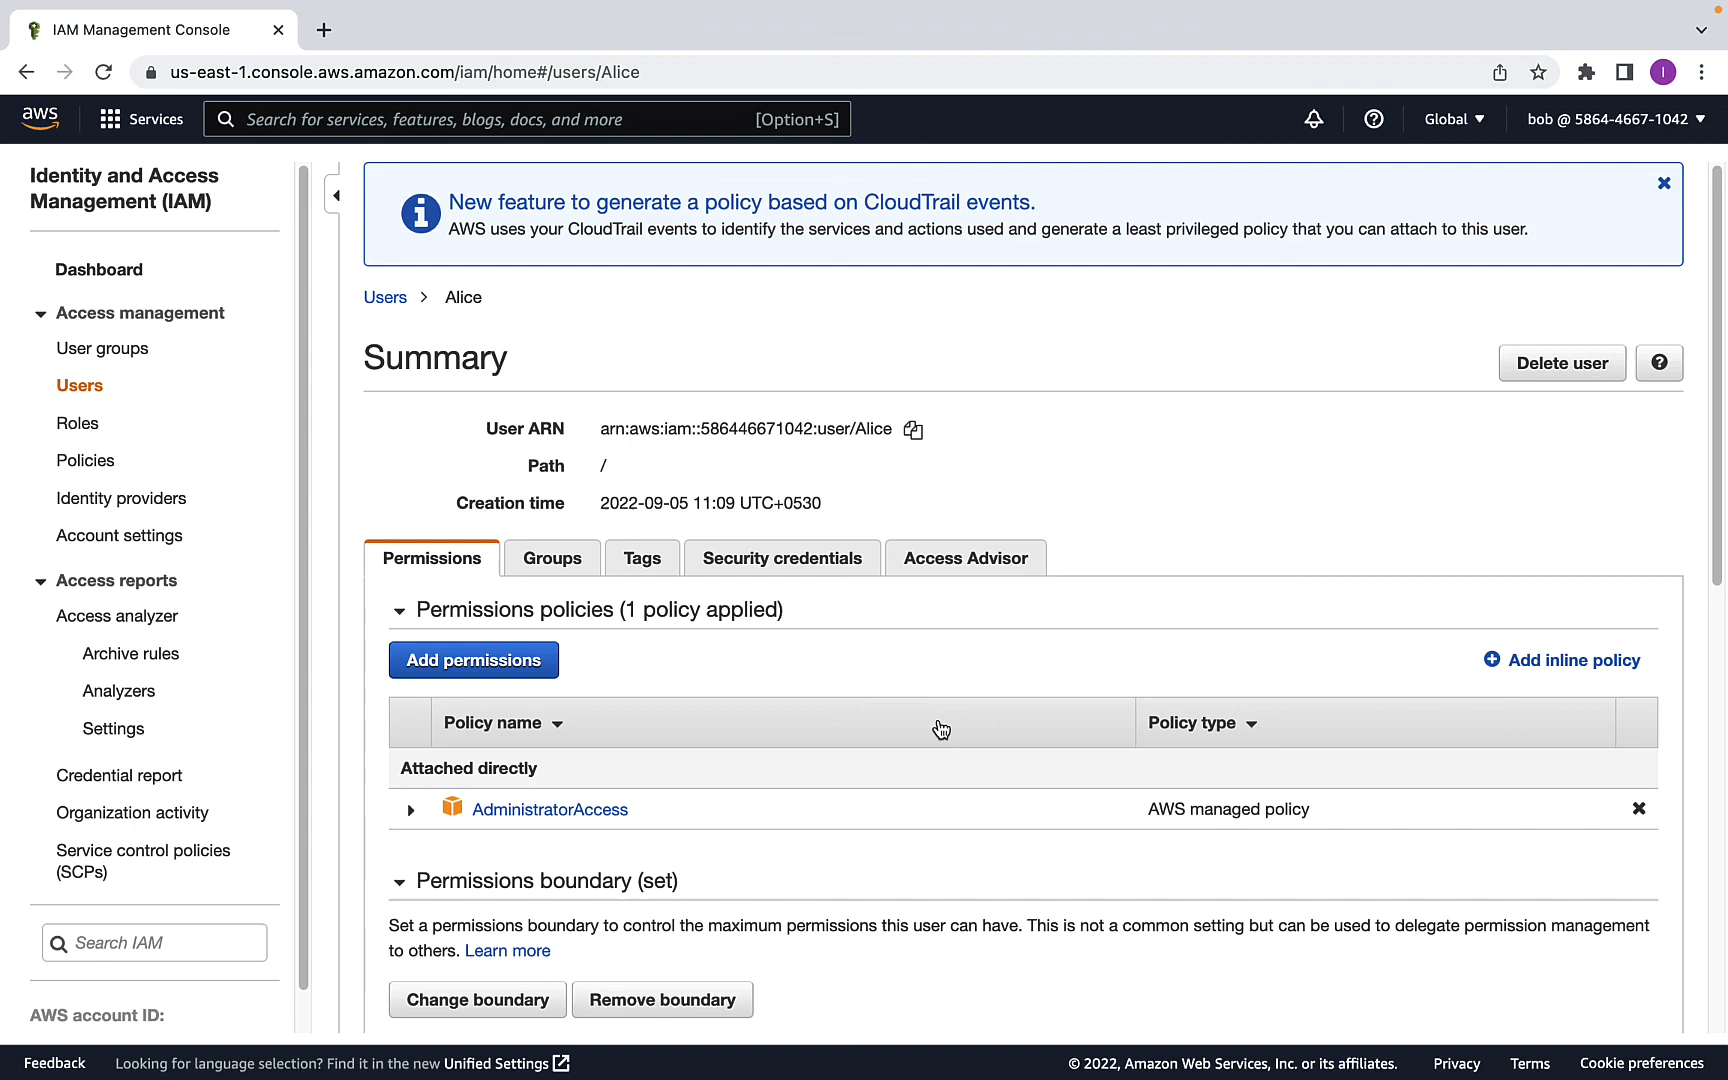 IAM Management Console
us-east-1.console.aws.amazon.com/iam/home#/users/Alice
I
aws
Services
Search for services, features, blogs, docs, and more
[Option+S]
Global
bob @ 5864-4667-1042
Identity and Access
Management (IAM)
Dashboard
Access management
User groups
Users
Roles
Policies
Identity providers
Account settings
Access reports
Access analyzer
Archive rules
Analyzers
Settings
Credential report
Organization activity
Service control policies
(SCPs)
Search IAM
AWS account ID:
New feature to generate a policy based on CloudTrail events.
AWS uses your CloudTrail events to identify the services and actions used and generate a least privileged policy that you can attach to this user.
Users > Alice
Summary
Delete user
User ARN arn:aws:iam::586446671042:user/Alice
Path /
Creation time 2022-09-05 11:09 UTC+0530
Permissions
Groups
Tags
Security credentials
Access Advisor
Permissions policies (1 policy applied)
Add permissions
Add inline policy
Policy name
Policy type
Attached directly
AdministratorAccess
AWS managed policy
Permissions boundary (set)
Set a permissions boundary to control the maximum permissions this user can have. This is not a common setting but can be used to delegate permission management
to others. Learn more
Change boundary
Remove boundary
Feedback
Looking for language selection? Find it in the new Unified Settings
© 2022, Amazon Web Services, Inc. or its affiliates.
Privacy
Terms
Cookie preferences